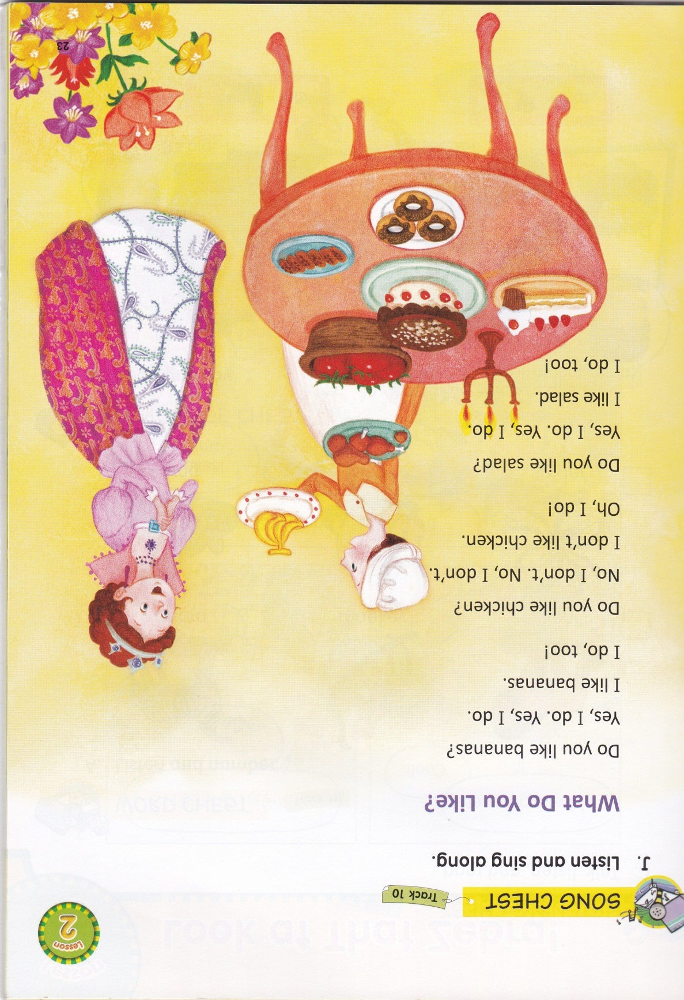 Lesson
2
SONG CHEST
Track 10
J. Listen and sing along.
What Do You Like?
Do you like bananas?
Yes, I do. Yes, I do.
I like bananas.
I do, too!
Do you like chicken?
No, I don't. No, I don't.
I don't like chicken.
Oh, I do!
Do you like salad?
Yes, I do. Yes, I do.
I like salad.
I do, too!
23